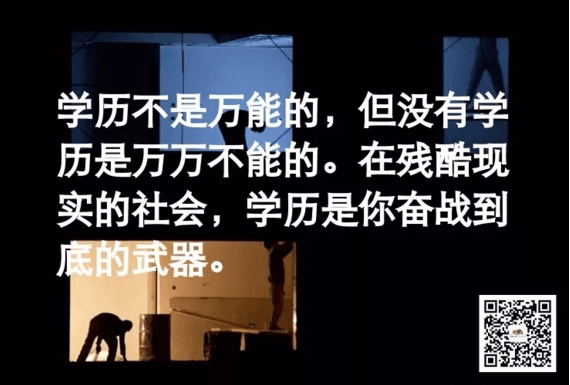 学历不是万能的，但没有学
历是万万不能的。在残酷现
实的社会，学历是你奋战到
底的武器。